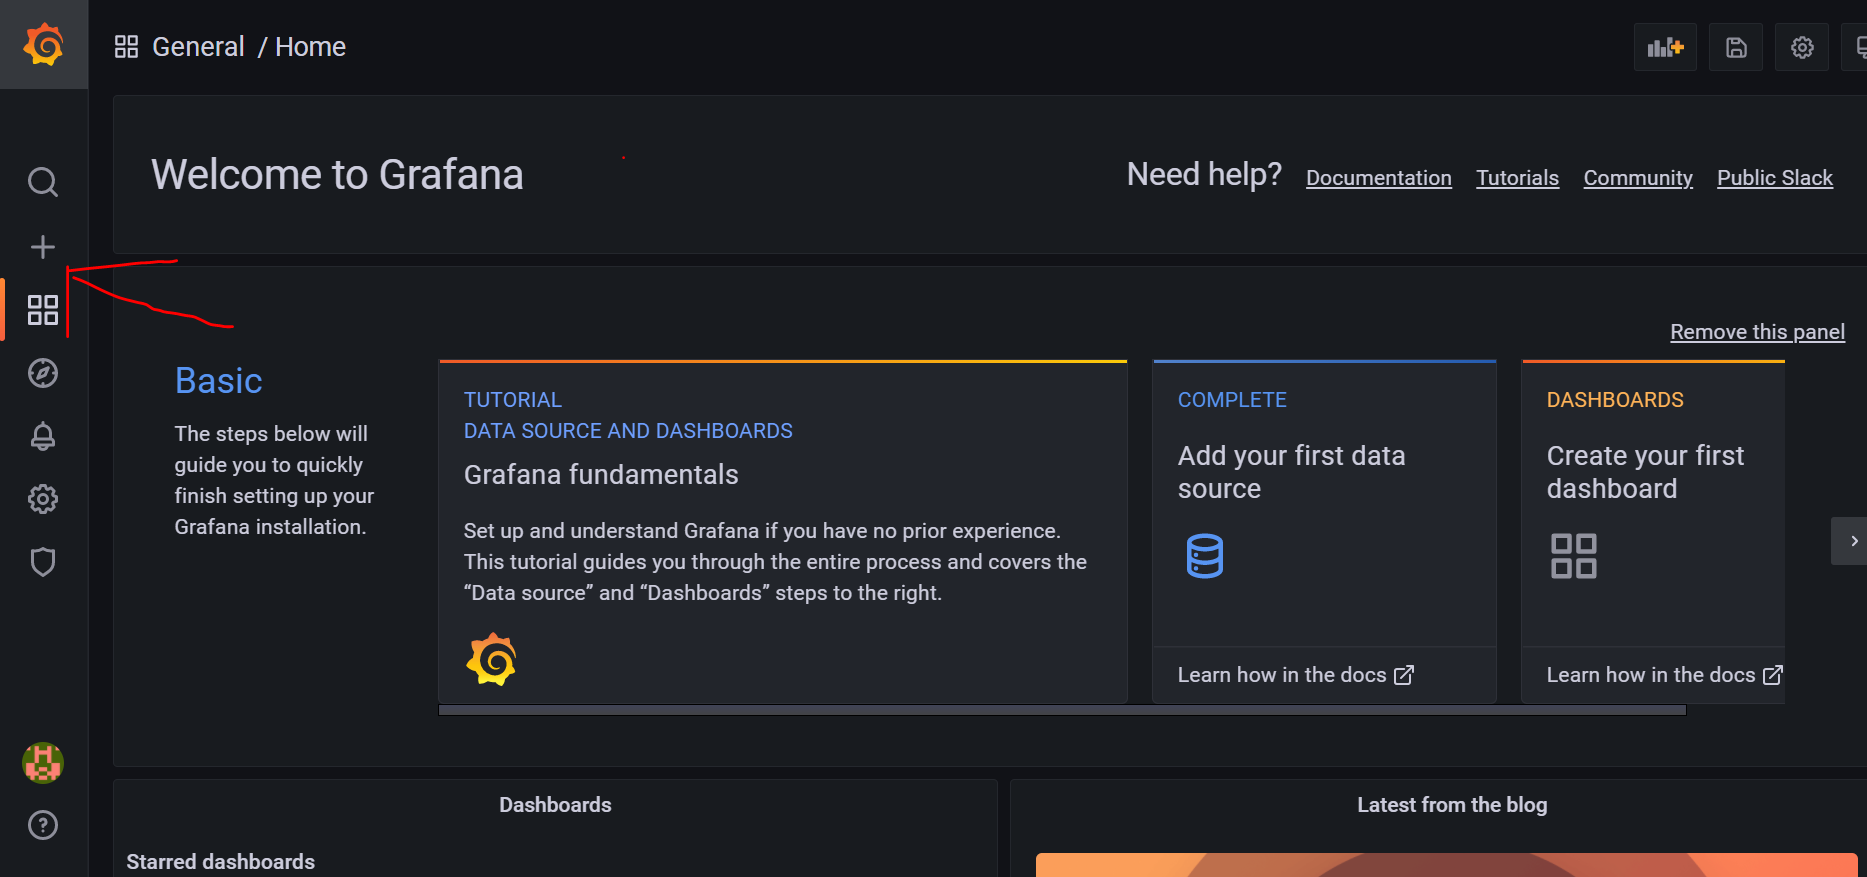 General / Home
Welcome to Grafana
Need help? Documentation Tutorials Community Public Slack
Remove this panel
Basic
The steps below will
guide you to quickly
finish setting up your
Grafana installation.
TUTORIAL
DATA SOURCE AND DASHBOARDS
Grafana fundamentals
Set up and understand Grafana if you have no prior experience.
This tutorial guides you through the entire process and covers the
“Data source” and “Dashboards” steps to the right.
COMPLETE
Add your first data
source
Learn how in the docs
DASHBOARDS
Create your first
dashboard
Learn how in the docs
Dashboards
Starred dashboards
Latest from the blog